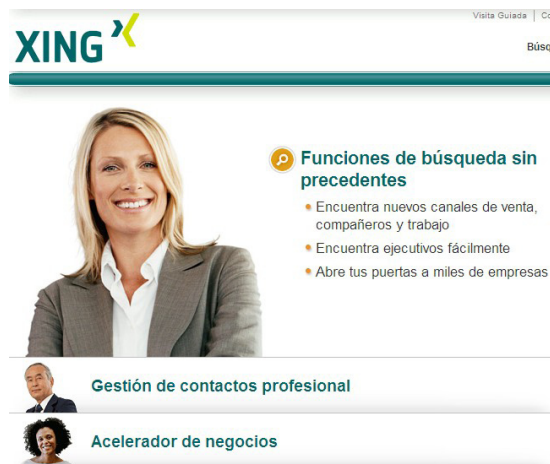 Visita Guiada
XING
Funciones de búsqueda sin
precedentes
Encuentra nuevos canales de venta,
compañeros y trabajo
Encuentra ejecutivos fácilmente
Abre tus puertas a miles de empresas
Gestión de contactos profesional
Acelerador de negocios